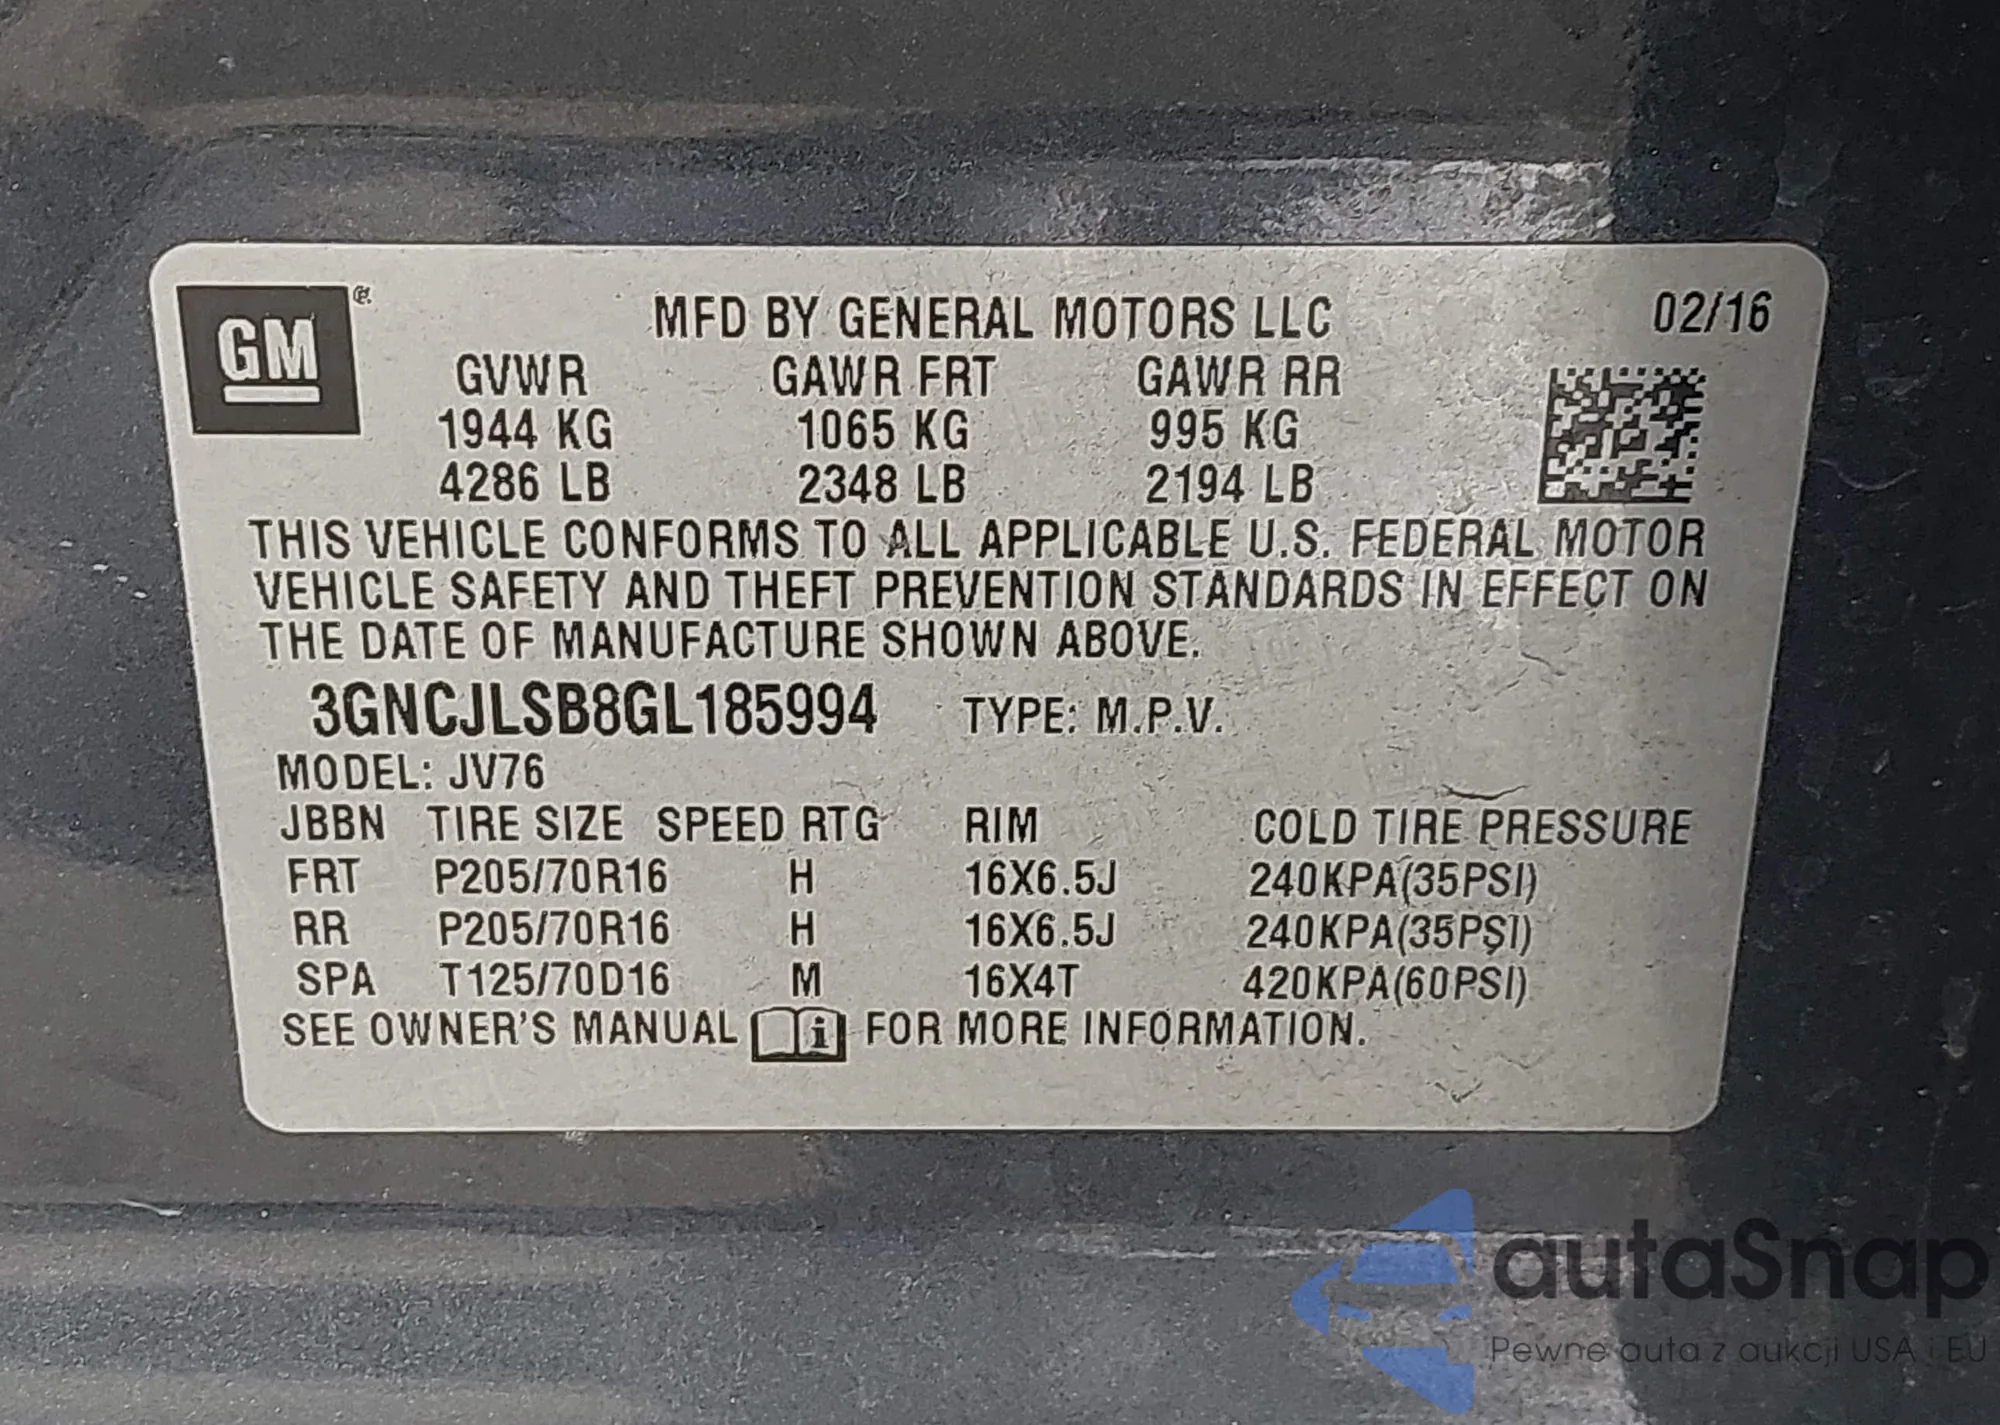 GM ®
MFD BY GENERAL MOTORS LLC 02/16
GVWR GAWR FRT GAWR RR
1944 KG 1065 KG 995 KG
4286 LB 2348 LB 2194 LB
THIS VEHICLE CONFORMS TO ALL APPLICABLE U.S. FEDERAL MOTOR
VEHICLE SAFETY AND THEFT PREVENTION STANDARDS IN EFFECT ON
THE DATE OF MANUFACTURE SHOWN ABOVE.
3GNCJLSB8GL185994 TYPE: M.P.V.
MODEL: JV76
JBBN TIRE SIZE SPEED RTG RIM COLD TIRE PRESSURE
FRT P205/70R16 H 16X6.5J 240KPA(35PSI)
RR P205/70R16 H 16X6.5J 240KPA(35PSI)
SPA T125/70D16 M 16X4T 420KPA(60PSI)
SEE OWNER'S MANUAL i FOR MORE INFORMATION.
autaSnap
Pewne auta z aukcji USA i EU